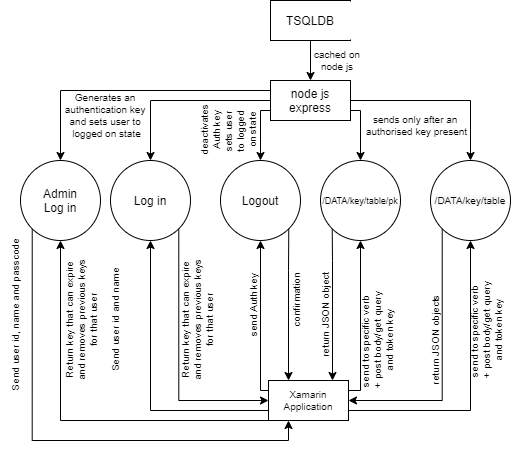 TSQLDB
cached on
node js
node js
express
Generates an
authentication key
and sets user to
logged on state
deactivates
Auth key
sets user
to logged
on state
sends only after an
authorised key present
Admin
Log in
Log in
Logout
/DATA/key/table/pk
/DATA/key/table
Send user id, name and passcode
Return key that can expire
and removes previous keys
for that user
Send user id and name
Return key that can expire
and removes previous keys
for that user
send Auth key
confirmation
return JSON object
send to specific verb
+ post body/get query
and token key
return JSON objects
send to specific verb
+ post body/get query
and token key
Xamarin
Application